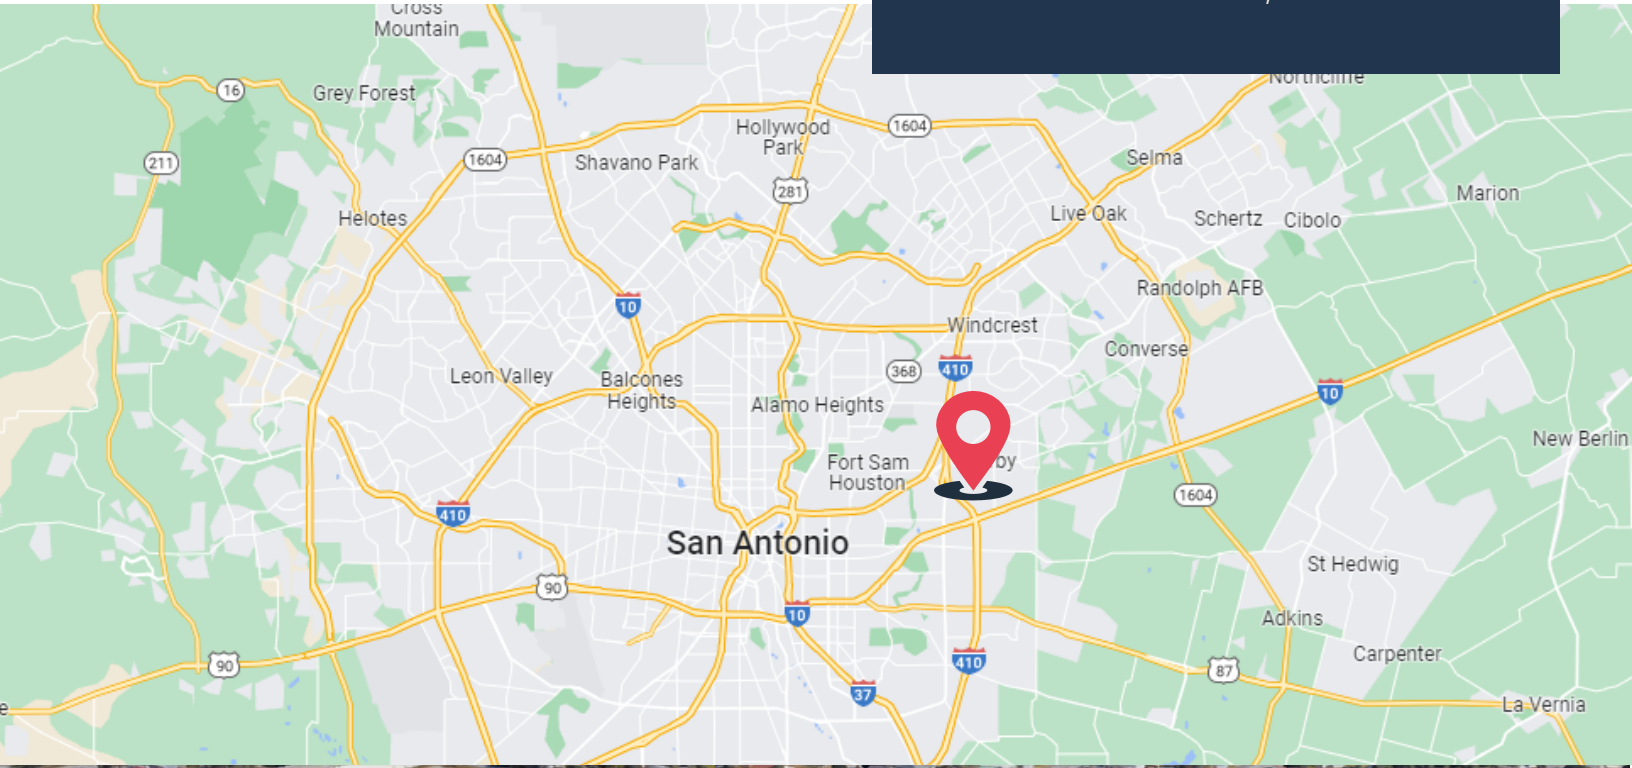 Cross
Mountain
Northcliffe
16
Grey Forest
Hollywood
Park
1604
1604
211
Shavano Park
Selma
281
Marion
Helotes
Live Oak
Schertz
Cibolo
Randolph AFB
10
Windcrest
Converse
368
410
Leon Valley
Balcones
Heights
10
Alamo Heights
New Berlin
Fort Sam
Houston
by
1604
410
San Antonio
St Hedwig
90
10
Adkins
Carpenter
90
410
87
37
La Vernia
e